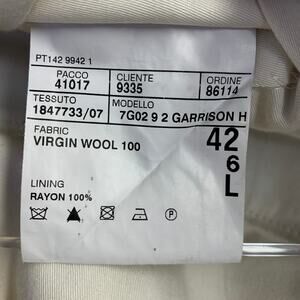 PT142 9942 1
PACCO CLIENTE ORDINE
41017 9335 86114
TESSUTO MODELLO
1847733/07 7G02 9 2 GARRISON H
FABRIC
VIRGIN WOOL 100
42
6
L
LINING
RAYON 100%
P